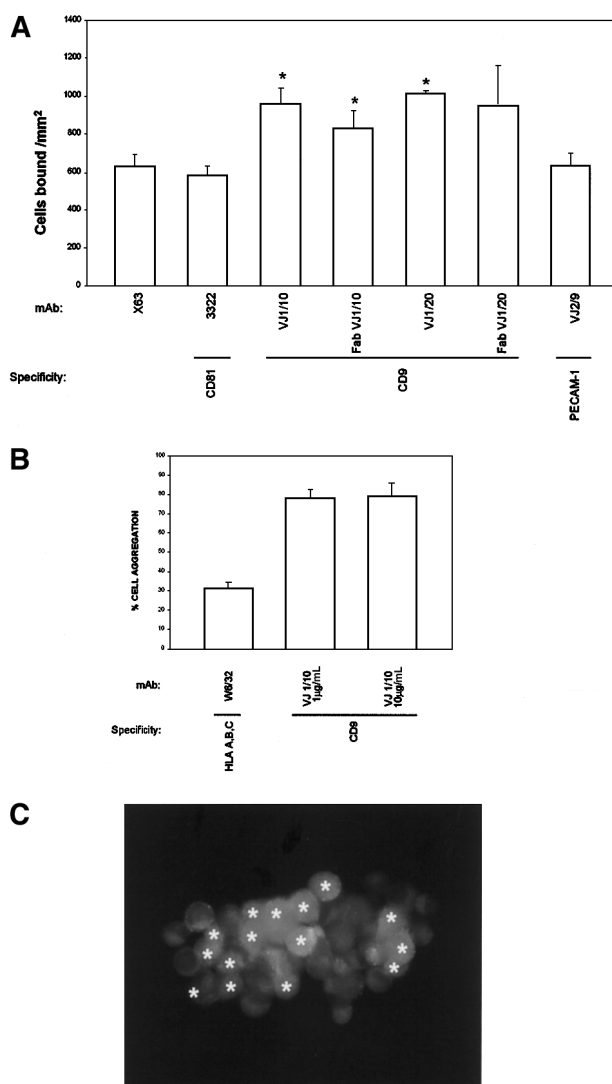 A
1400
1200
1000
800
600
400
200
0
Cells bound /mm²
* * *
mAb: X63 3322 VJ1/10 Fab VJ1/10 VJ1/20 Fab VJ1/20 VJ2/9
Specificity: CD81 CD9 PECAM-1
B
100
90
80
70
60
50
40
30
20
10
0
% CELL AGGREGATION
mAb: W6/32 VJ 1/10 1µg/mL VJ 1/10 10µg/mL
Specificity: HLA A,B,C CD9
C